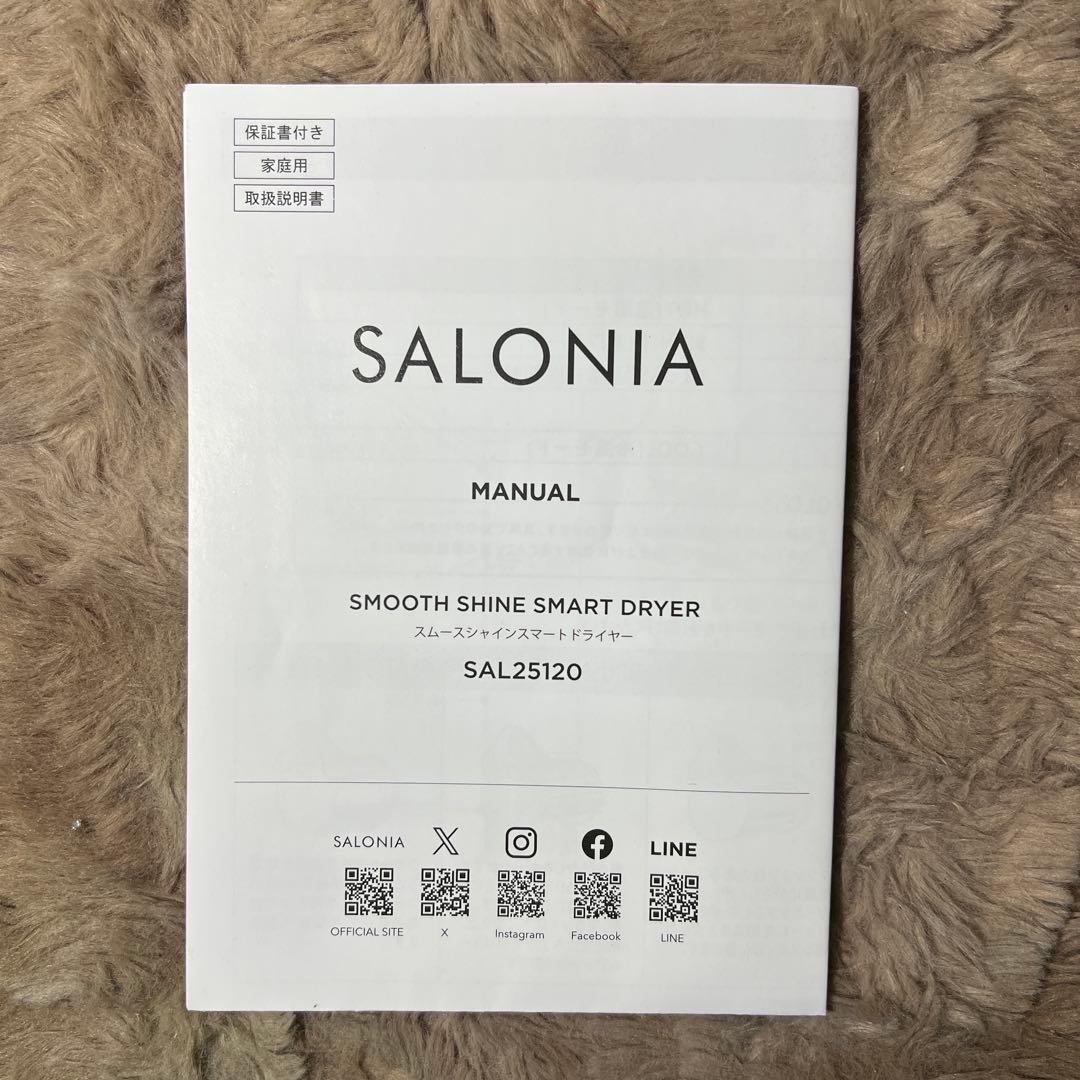 保証書付き
家庭用
取扱説明書
SALONIA
MANUAL
SMOOTH SHINE SMART DRYER
スムースシャインスマートドライヤー
SAL25120
SALONIA
LINE
OFFICIAL SITE
X
Instagram
Facebook
LINE